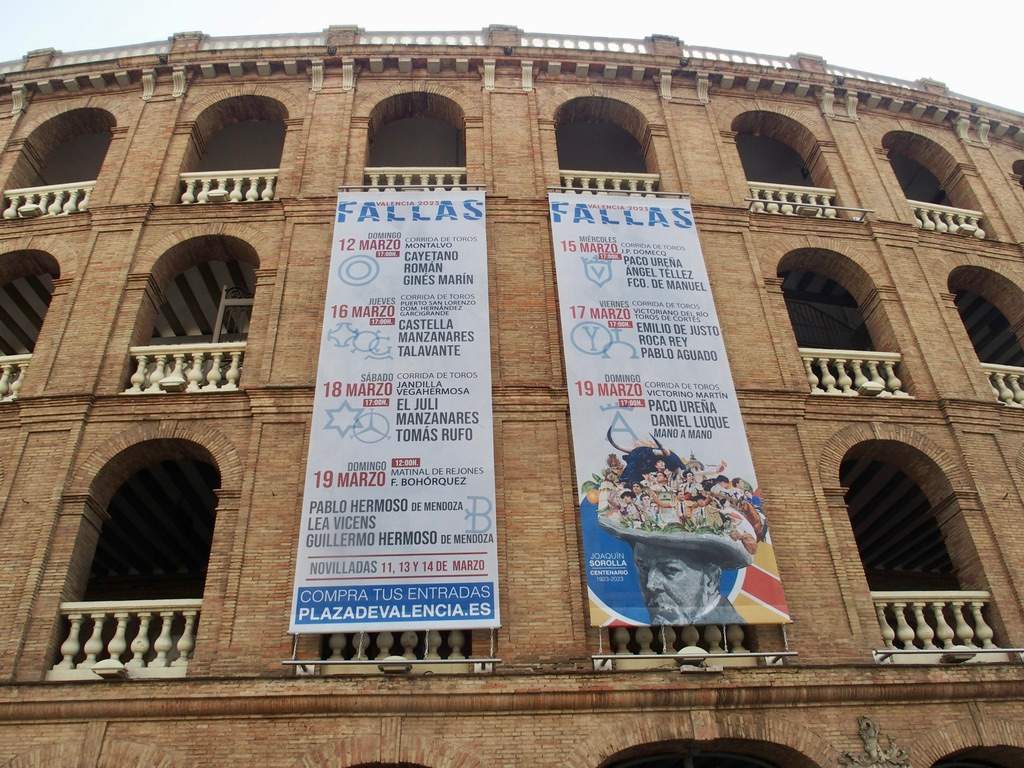 VALENCIA 2023
FALLAS
DOMINGO
12 MARZO
17:00H.
CORRIDA DE TOROS
MONTALVO
CAYETANO
ROMÁN
GINÉS MARÍN
JUEVES
16 MARZO
17:00H.
CORRIDA DE TOROS
PUERTO SAN LORENZO
DOM. HERNÁNDEZ
GARCIGRANDE
CASTELLA
MANZANARES
TALAVANTE
SÁBADO
18 MARZO
17:00H.
CORRIDA DE TOROS
JANDILLA
VEGAHERMOSA
EL JULI
MANZANARES
TOMÁS RUFO
DOMINGO
19 MARZO
12:00H.
MATINAL DE REJONES
F. BOHÓRQUEZ
PABLO HERMOSO DE MENDOZA
LEA VICENS
GUILLERMO HERMOSO DE MENDOZA
NOVILLADAS 11, 13 Y 14 DE MARZO
COMPRA TUS ENTRADAS
PLAZADEVALENCIA.ES
VALENCIA 2023
FALLAS
MIÉRCOLES
15 MARZO
17:00H.
CORRIDA DE TOROS
J.P. DOMECQ
PACO UREÑA
ÁNGEL TÉLLEZ
FCO. DE MANUEL
VIERNES
17 MARZO
17:00H.
CORRIDA DE TOROS
VICTORIANO DEL RÍO
TOROS DE CORTÉS
EMILIO DE JUSTO
ROCA REY
PABLO AGUADO
DOMINGO
19 MARZO
17:00H.
CORRIDA DE TOROS
VICTORINO MARTÍN
PACO UREÑA
DANIEL LUQUE
MANO A MANO
JOAQUÍN
SOROLLA
CENTENARIO
1923-2023